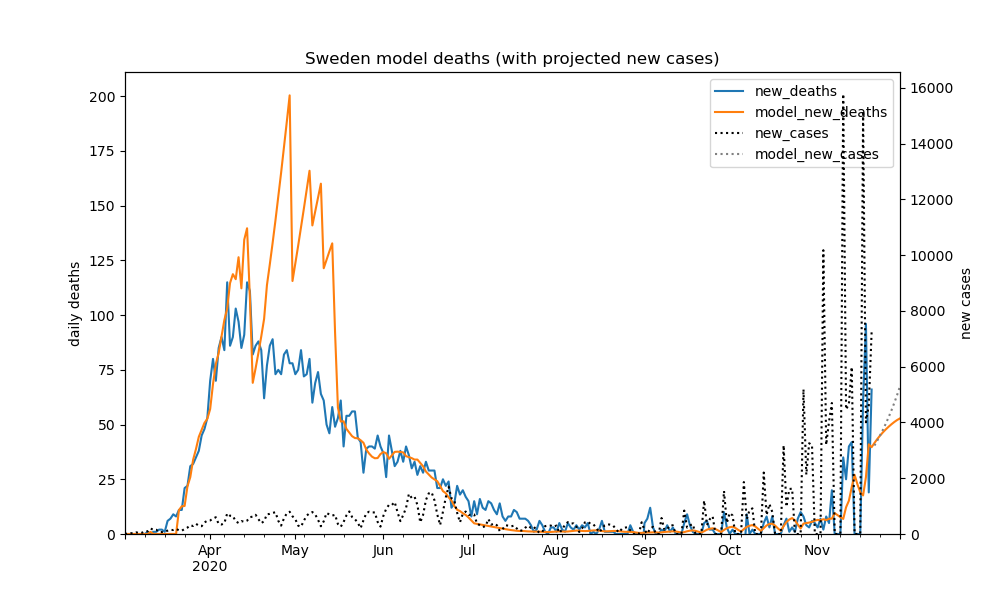 Sweden model deaths (with projected new cases)
new_deaths
model_new_deaths
new_cases
model_new_cases
daily deaths
new cases
200
175
150
125
100
75
50
25
0
16000
14000
12000
10000
8000
6000
4000
2000
0
Apr
2020
May
Jun
Jul
Aug
Sep
Oct
Nov